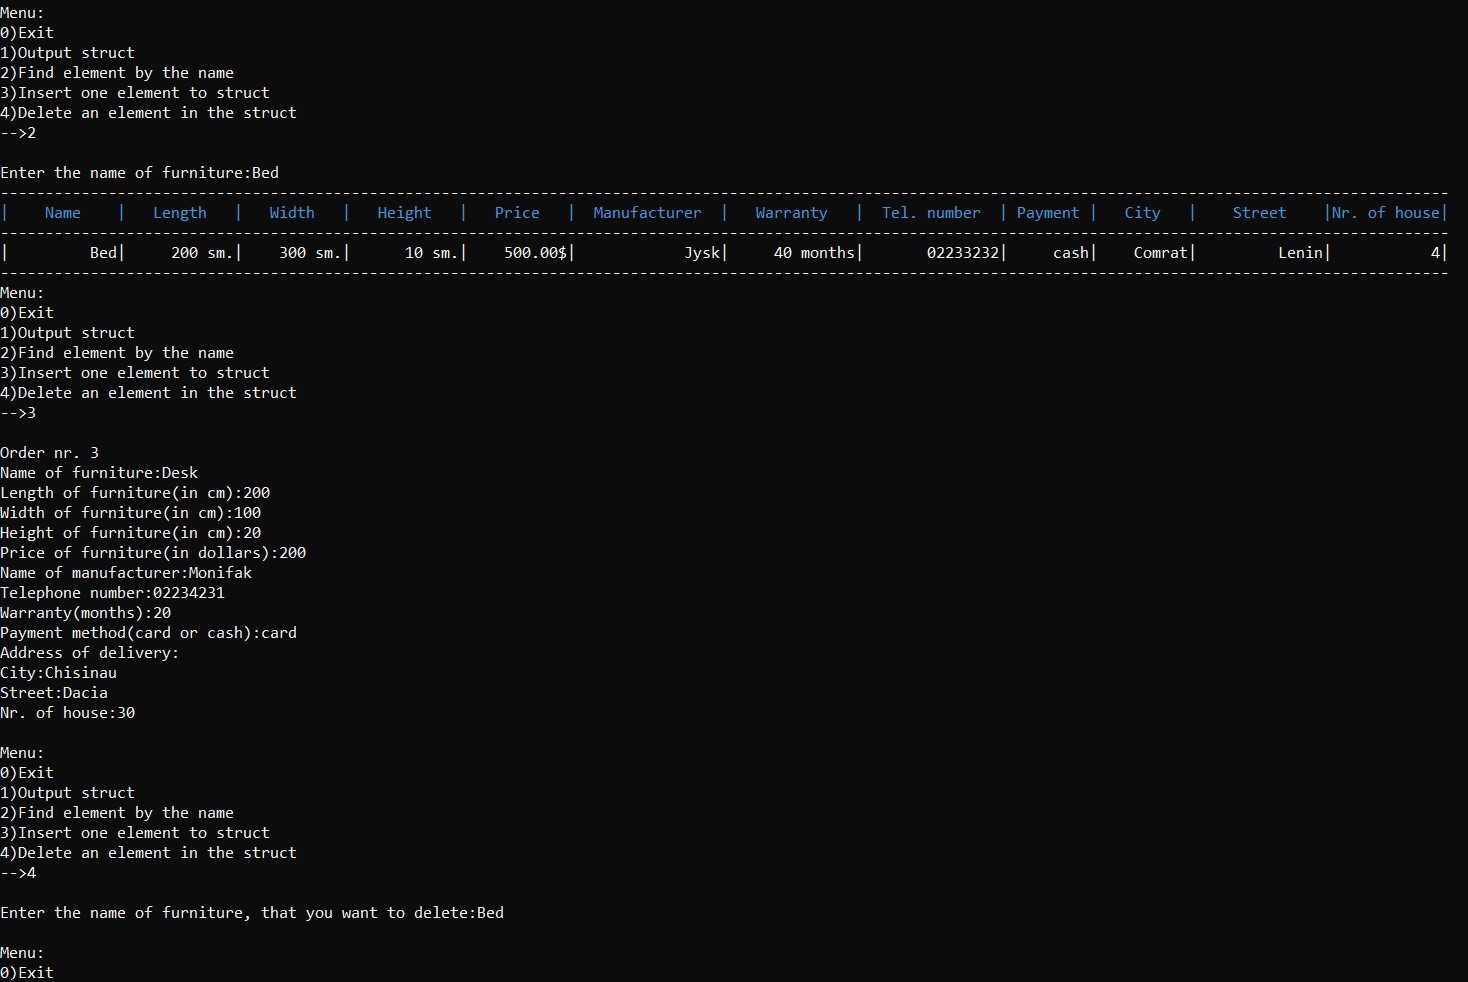 Menu:
0)Exit
1)Output struct
2)Find element by the name
3)Insert one element to struct
4)Delete an element in the struct
-->2
Enter the name of furniture:Bed
-----------------------------------------------------------------------------------------------------------------------------------------------------------------
|    Name    |   Length   |   Width   |   Height   |   Price   |  Manufacturer  |   Warranty   |  Tel. number  | Payment |   City   |    Street    |Nr. of house|
-----------------------------------------------------------------------------------------------------------------------------------------------------------------
|         Bed|     200 sm.|    300 sm.|      10 sm.|    500.00$|            Jysk|     40 months|       02233232|     cash|    Comrat|         Lenin|           4|
-----------------------------------------------------------------------------------------------------------------------------------------------------------------
Menu:
0)Exit
1)Output struct
2)Find element by the name
3)Insert one element to struct
4)Delete an element in the struct
-->3
Order nr. 3
Name of furniture:Desk
Length of furniture(in cm):200
Width of furniture(in cm):100
Height of furniture(in cm):20
Price of furniture(in dollars):200
Name of manufacturer:Monifak
Telephone number:02234231
Warranty(months):20
Payment method(card or cash):card
Address of delivery:
City:Chisinau
Street:Dacia
Nr. of house:30
Menu:
0)Exit
1)Output struct
2)Find element by the name
3)Insert one element to struct
4)Delete an element in the struct
-->4
Enter the name of furniture, that you want to delete:Bed
Menu:
0)Exit